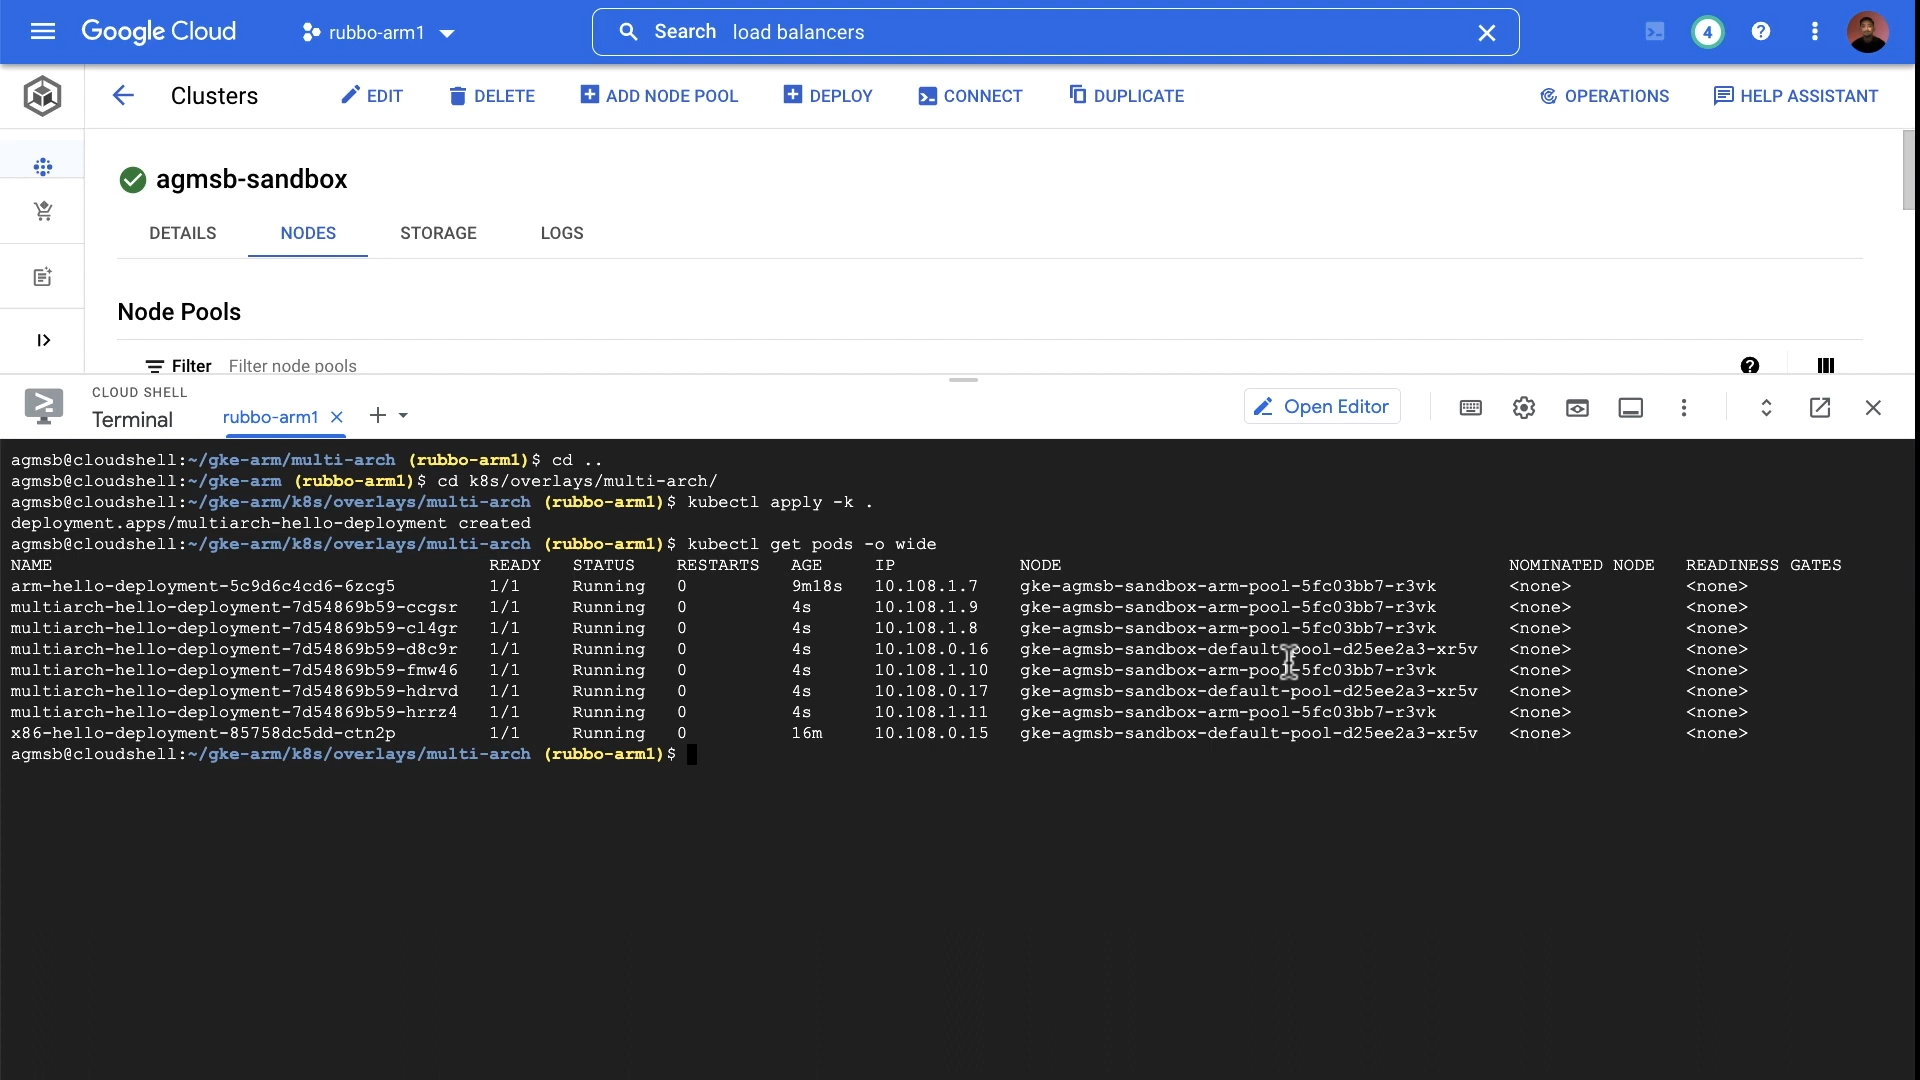 Google Cloud
rubbo-arm1
Search load balancers
4
Clusters
EDIT
DELETE
ADD NODE POOL
DEPLOY
CONNECT
DUPLICATE
OPERATIONS
HELP ASSISTANT
agmsb-sandbox
DETAILS
NODES
STORAGE
LOGS
Node Pools
Filter Filter node pools
CLOUD SHELL
Terminal
rubbo-arm1
Open Editor
agmsb@cloudshell:~/gke-arm/multi-arch (rubbo-arm1)$ cd ..
agmsb@cloudshell:~/gke-arm (rubbo-arm1)$ cd k8s/overlays/multi-arch/
agmsb@cloudshell:~/gke-arm/k8s/overlays/multi-arch (rubbo-arm1)$ kubectl apply -k .
deployment.apps/multiarch-hello-deployment created
agmsb@cloudshell:~/gke-arm/k8s/overlays/multi-arch (rubbo-arm1)$ kubectl get pods -o wide
NAME READY STATUS RESTARTS AGE IP NODE NOMINATED NODE READINESS GATES
arm-hello-deployment-5c9d6c4cd6-6zcg5 1/1 Running 0 9m18s 10.108.1.7 gke-agmsb-sandbox-arm-pool-5fc03bb7-r3vk <none> <none>
multiarch-hello-deployment-7d54869b59-ccgsr 1/1 Running 0 4s 10.108.1.9 gke-agmsb-sandbox-arm-pool-5fc03bb7-r3vk <none> <none>
multiarch-hello-deployment-7d54869b59-cl4gr 1/1 Running 0 4s 10.108.1.8 gke-agmsb-sandbox-arm-pool-5fc03bb7-r3vk <none> <none>
multiarch-hello-deployment-7d54869b59-d8c9r 1/1 Running 0 4s 10.108.0.16 gke-agmsb-sandbox-default-pool-d25ee2a3-xr5v <none> <none>
multiarch-hello-deployment-7d54869b59-fmw46 1/1 Running 0 4s 10.108.1.10 gke-agmsb-sandbox-arm-pool-5fc03bb7-r3vk <none> <none>
multiarch-hello-deployment-7d54869b59-hdrvd 1/1 Running 0 4s 10.108.0.17 gke-agmsb-sandbox-default-pool-d25ee2a3-xr5v <none> <none>
multiarch-hello-deployment-7d54869b59-hrrz4 1/1 Running 0 4s 10.108.1.11 gke-agmsb-sandbox-arm-pool-5fc03bb7-r3vk <none> <none>
x86-hello-deployment-85758dc5dd-ctn2p 1/1 Running 0 16m 10.108.0.15 gke-agmsb-sandbox-default-pool-d25ee2a3-xr5v <none> <none>
agmsb@cloudshell:~/gke-arm/k8s/overlays/multi-arch (rubbo-arm1)$